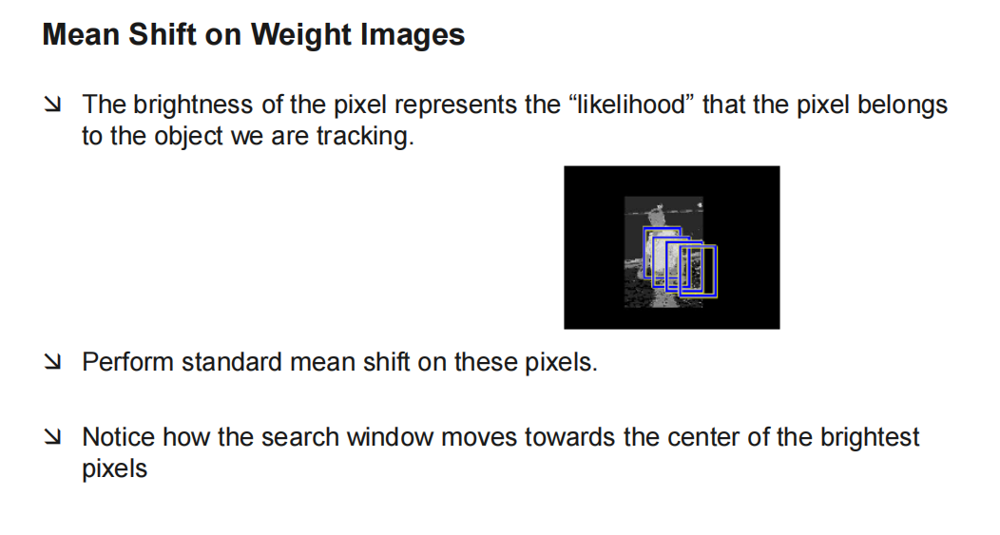 Mean Shift on Weight Images
The brightness of the pixel represents the “likelihood” that the pixel belongs
to the object we are tracking.
Perform standard mean shift on these pixels.
Notice how the search window moves towards the center of the brightest
pixels